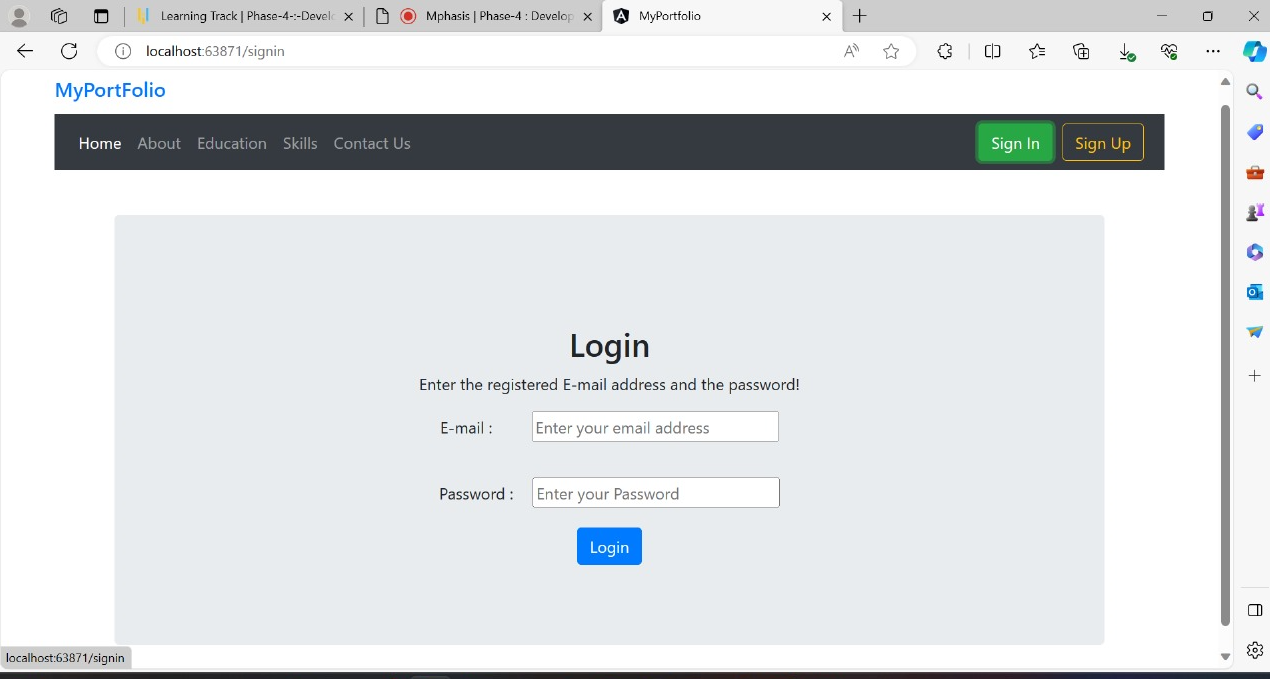 Learning Track | Phase-4-:-Develo
Mphasis | Phase-4 : Develop
MyPortfolio
localhost:63871/signin
MyPortFolio
Home About Education Skills Contact Us Sign In Sign Up
Login
Enter the registered E-mail address and the password!
E-mail : Enter your email address
Password : Enter your Password
Login
localhost:63871/signin